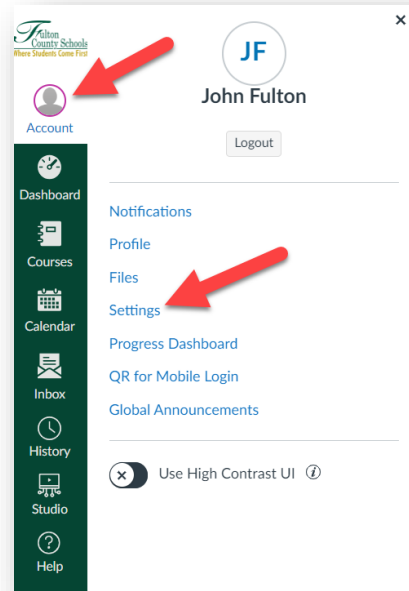 Fulton
County Schools
Where Students Come First
Account
Dashboard
Courses
Calendar
Inbox
History
Studio
Help
×
JF
John Fulton
Logout
Notifications
Profile
Files
Settings
Progress Dashboard
QR for Mobile Login
Global Announcements
Use High Contrast UI